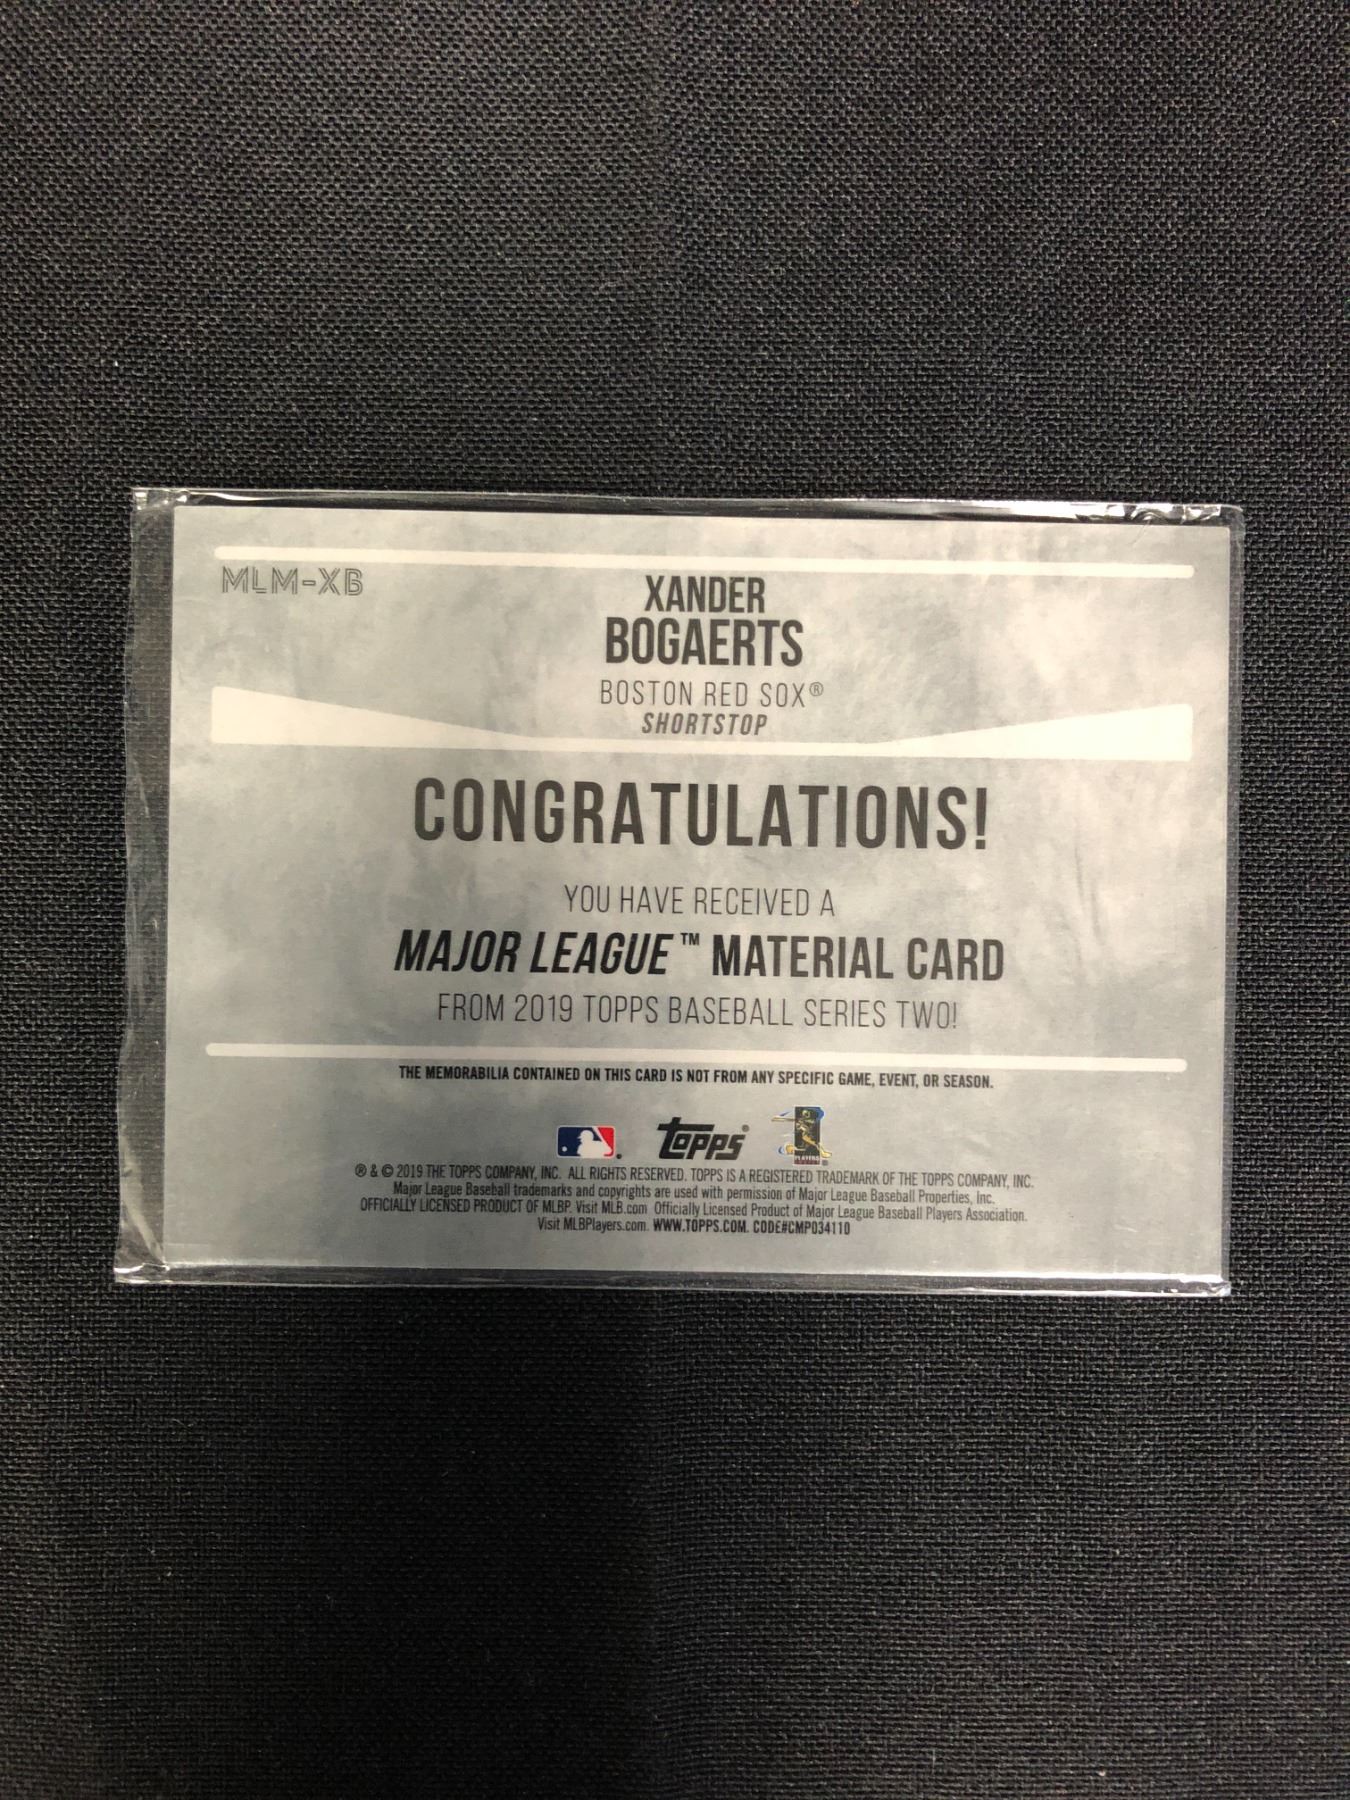 MLM-XB
XANDER
BOGAERTS
BOSTON RED SOX®
SHORTSTOP
CONGRATULATIONS!
YOU HAVE RECEIVED A
MAJOR LEAGUE™ MATERIAL CARD
FROM 2019 TOPPS BASEBALL SERIES TWO!
THE MEMORABILIA CONTAINED ON THIS CARD IS NOT FROM ANY SPECIFIC GAME, EVENT, OR SEASON.
topps®
PLAYERS
® & © 2019 THE TOPPS COMPANY, INC. ALL RIGHTS RESERVED. TOPPS IS A REGISTERED TRADEMARK OF THE TOPPS COMPANY, INC.
Major League Baseball trademarks and copyrights are used with permission of Major League Baseball Properties, Inc.
OFFICIALLY LICENSED PRODUCT OF MLBP. Visit MLB.com Officially Licensed Product of Major League Baseball Players Association.
Visit MLBPlayers.com. WWW.TOPPS.COM. CODE#CMP034110